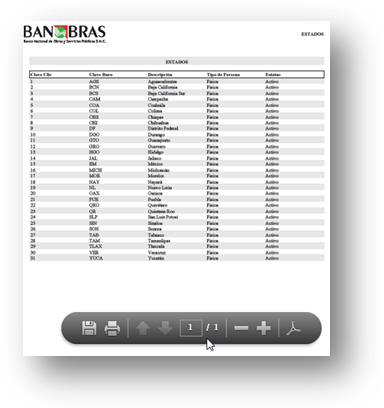 BANOBRAS
Banco Nacional de Obras y Servicios Públicos S.N.C.
ESTADOS
ESTADOS
Clave Clie Clave Buro Descripción Tipo de Persona Estatus
1 AGS Aguascalientes Física Activo
2 BCN Baja California Física Activo
3 BCS Baja California Sur Física Activo
4 CAM Campeche Física Activo
5 COA Coahuila Física Activo
6 COL Colima Física Activo
7 CHS Chiapas Física Activo
8 CHI Chihuahua Física Activo
9 DF Distrito Federal Física Activo
10 DGO Durango Física Activo
11 GTO Guanajuato Física Activo
12 GRO Guerrero Física Activo
13 HGO Hidalgo Física Activo
14 JAL Jalisco Física Activo
15 EM México Física Activo
16 MICH Michoacán Física Activo
17 MOR Morelos Física Activo
18 NAY Nayarit Física Activo
19 NL Nuevo León Física Activo
20 OAX Oaxaca Física Activo
21 PUE Puebla Física Activo
22 QRO Querétaro Física Activo
23 QR Quintana Roo Física Activo
24 SLP San Luis Potosí Física Activo
25 SIN Sinaloa Física Activo
26 SON Sonora Física Activo
27 TAB Tabasco Física Activo
28 TAM Tamaulipas Física Activo
29 TLAX Tlaxcala Física Activo
30 VER Veracruz Física Activo
31 YUCA Yucatán Física Activo
1 / 1